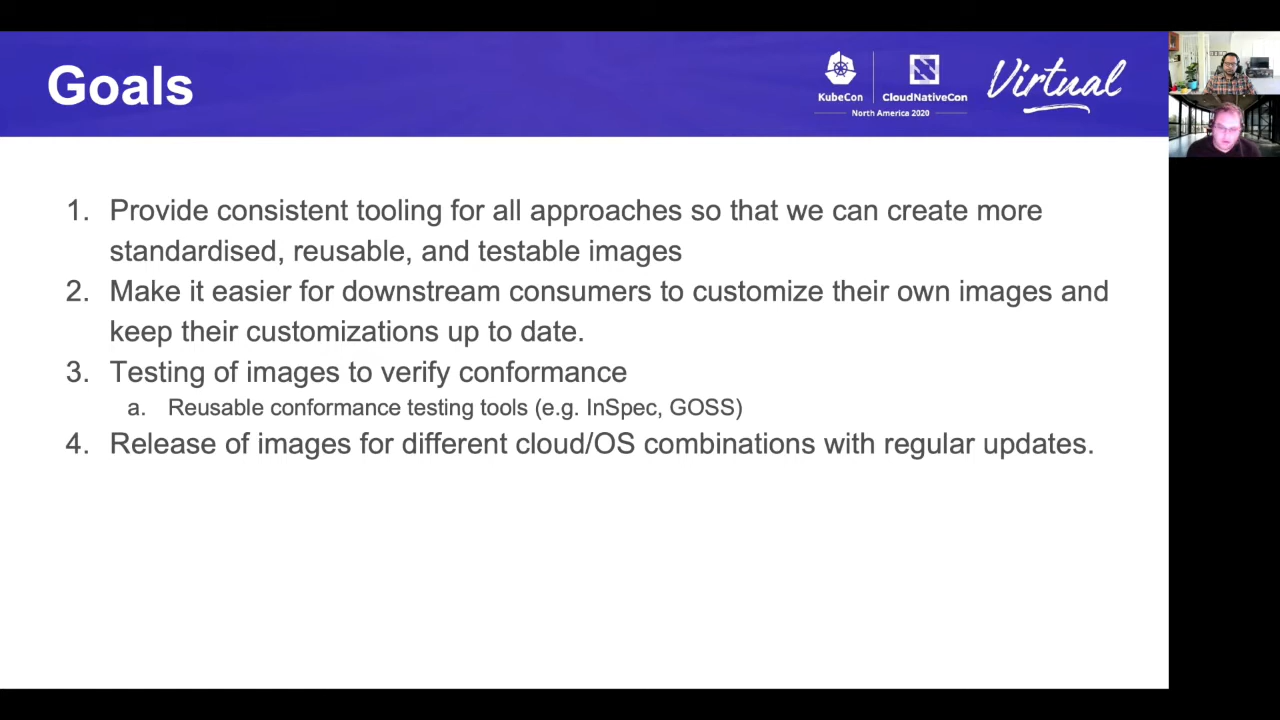 Goals
KubeCon
CloudNativeCon
North America 2020
Virtual
1. Provide consistent tooling for all approaches so that we can create more
standardised, reusable, and testable images
2. Make it easier for downstream consumers to customize their own images and
keep their customizations up to date.
3. Testing of images to verify conformance
a. Reusable conformance testing tools (e.g. InSpec, GOSS)
4. Release of images for different cloud/OS combinations with regular updates.